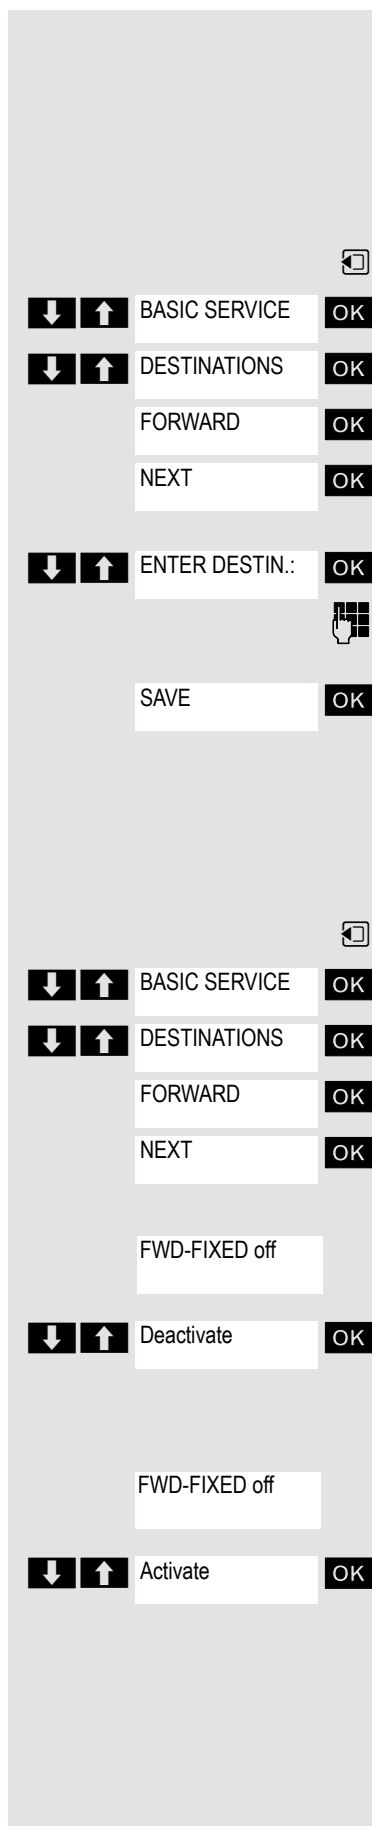 BASIC SERVICE OK
DESTINATIONS OK
FORWARD OK
NEXT OK
ENTER DESTIN.: OK
SAVE OK
BASIC SERVICE OK
DESTINATIONS OK
FORWARD OK
NEXT OK
FWD-FIXED off
Deactivate OK
FWD-FIXED off
Activate OK